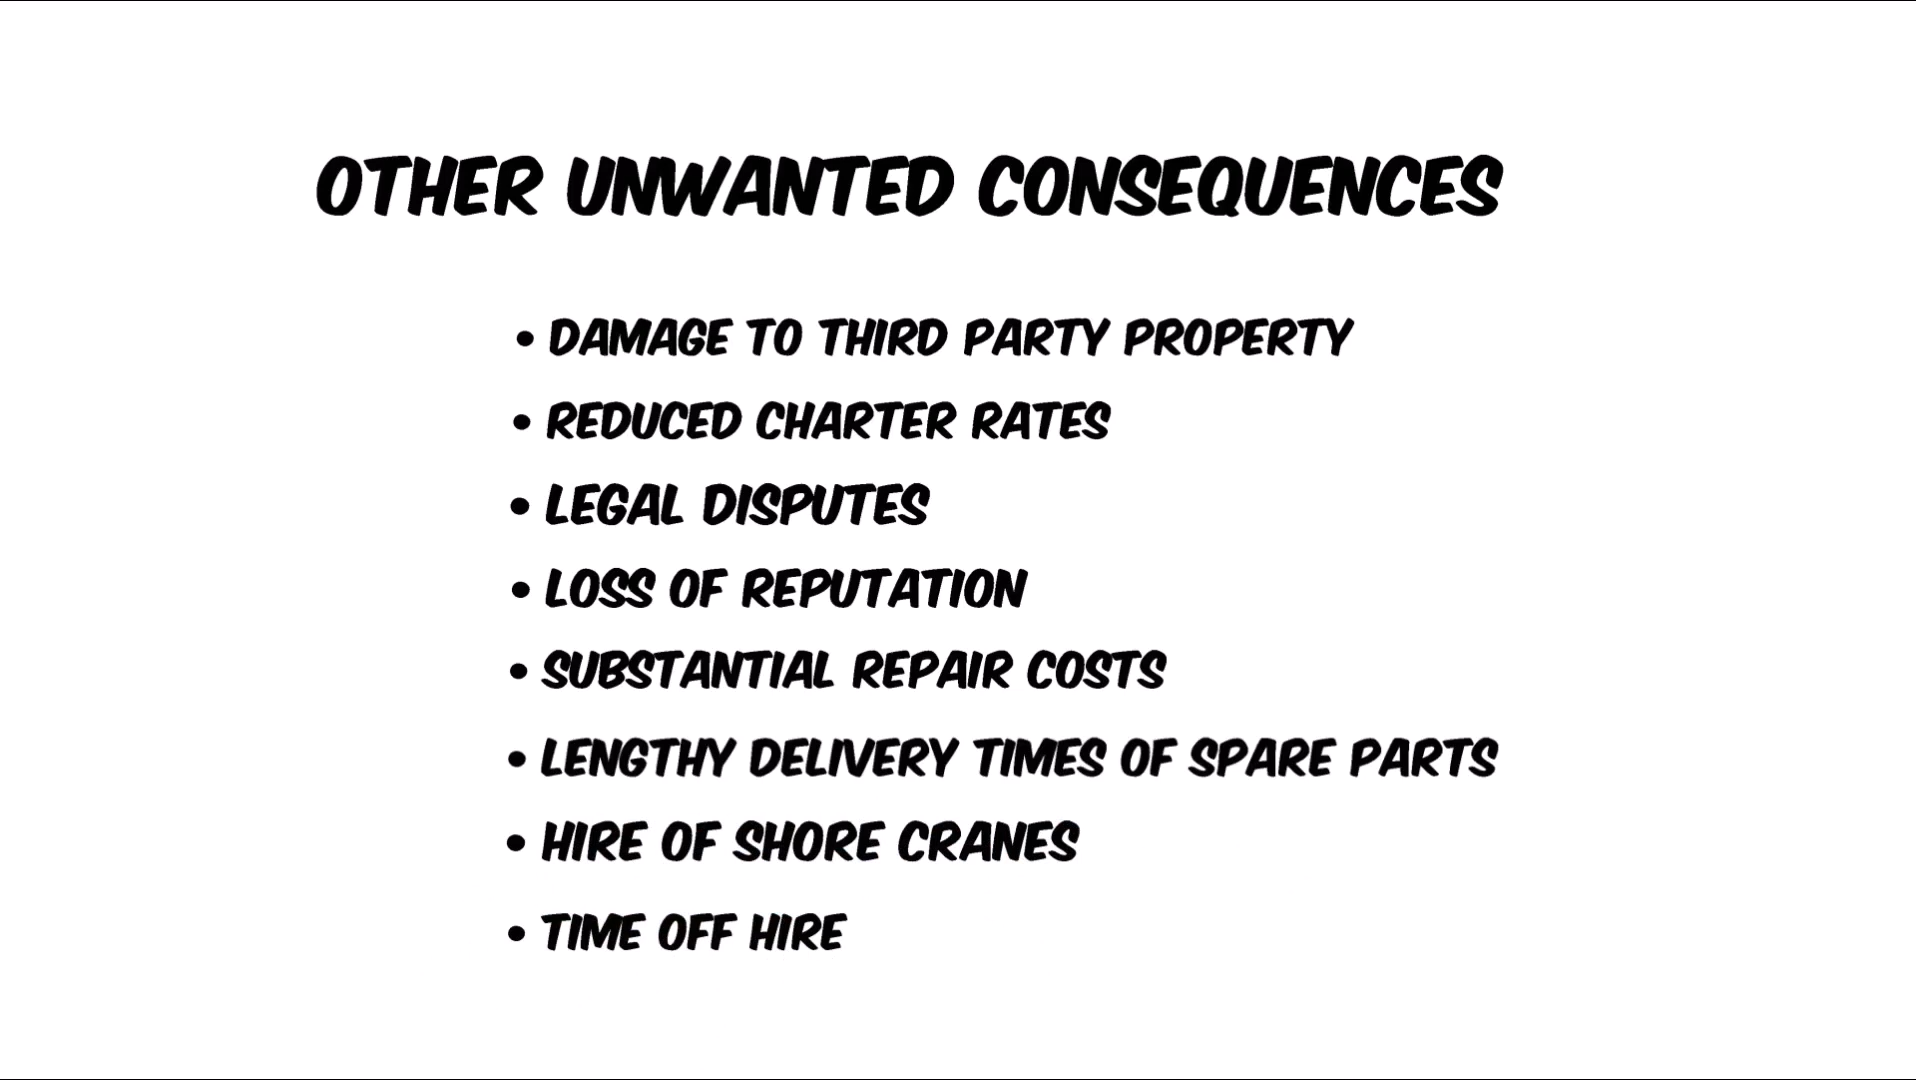 OTHER UNWANTED CONSEQUENCES
• DAMAGE TO THIRD PARTY PROPERTY
• REDUCED CHARTER RATES
• LEGAL DISPUTES
• LOSS OF REPUTATION
• SUBSTANTIAL REPAIR COSTS
• LENGTHY DELIVERY TIMES OF SPARE PARTS
• HIRE OF SHORE CRANES
• TIME OFF HIRE